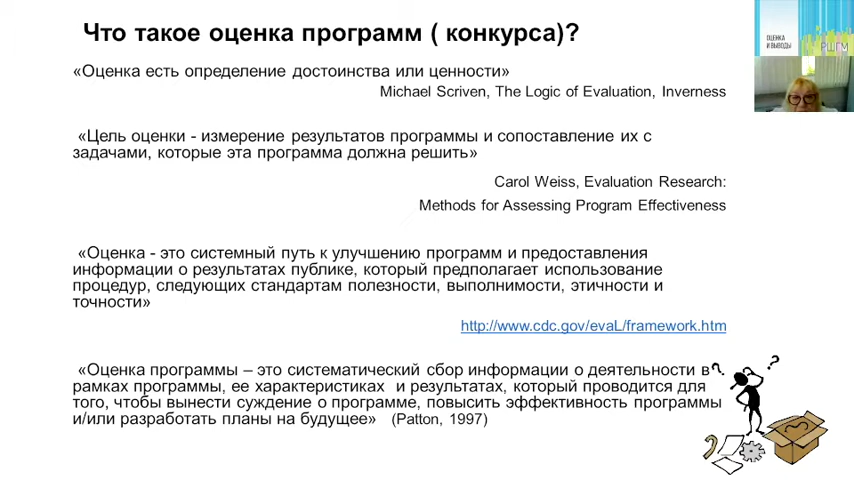 Что такое оценка программ ( конкурса)?
«Оценка есть определение достоинства или ценности»
Michael Scriven, The Logic of Evaluation, Inverness
«Цель оценки - измерение результатов программы и сопоставление их с
задачами, которые эта программа должна решить»
Carol Weiss, Evaluation Research:
Methods for Assessing Program Effectiveness
«Оценка - это системный путь к улучшению программ и предоставления
информации о результатах публике, который предполагает использование
процедур, следующих стандартам полезности, выполнимости, этичности и
точности»
http://www.cdc.gov/evaL/framework.htm
«Оценка программы – это систематический сбор информации о деятельности в
рамках программы, ее характеристиках и результатах, который проводится для
того, чтобы вынести суждение о программе, повысить эффективность программы
и/или разработать планы на будущее» (Patton, 1997)
ОЦЕНКА
И ВЫВОДЫ